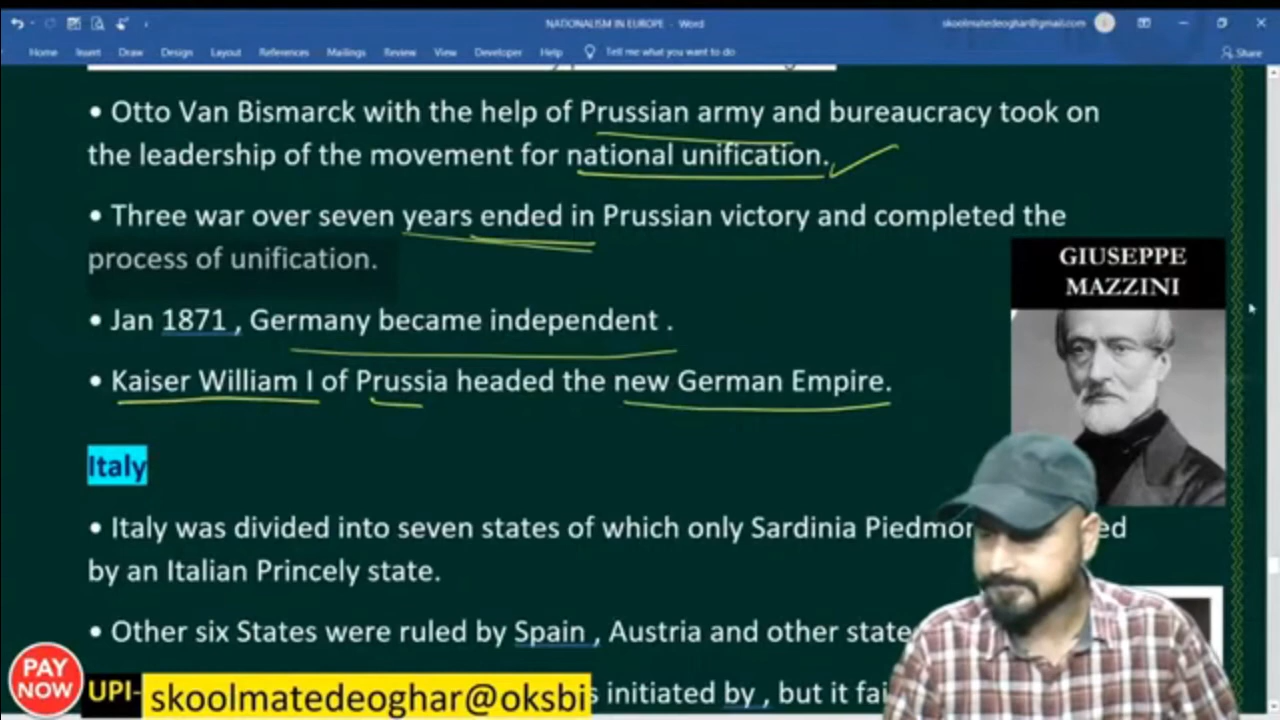 NATIONALISM IN EUROPE - Word
skoolmatedeoghar@gmail.com
Home Insert Draw Design Layout References Mailings Review View Developer Help Tell me what you want to do
Share
• Otto Van Bismarck with the help of Prussian army and bureaucracy took on
the leadership of the movement for national unification.
• Three war over seven years ended in Prussian victory and completed the
process of unification.
GIUSEPPE
MAZZINI
• Jan 1871 , Germany became independent .
• Kaiser William I of Prussia headed the new German Empire.
Italy
• Italy was divided into seven states of which only Sardinia
by an Italian Princely state.
• Other six States were ruled by Spain , Austria and other
PAY
NOW
UPI- skoolmatedeoghar@oksbi
initiated by , but it